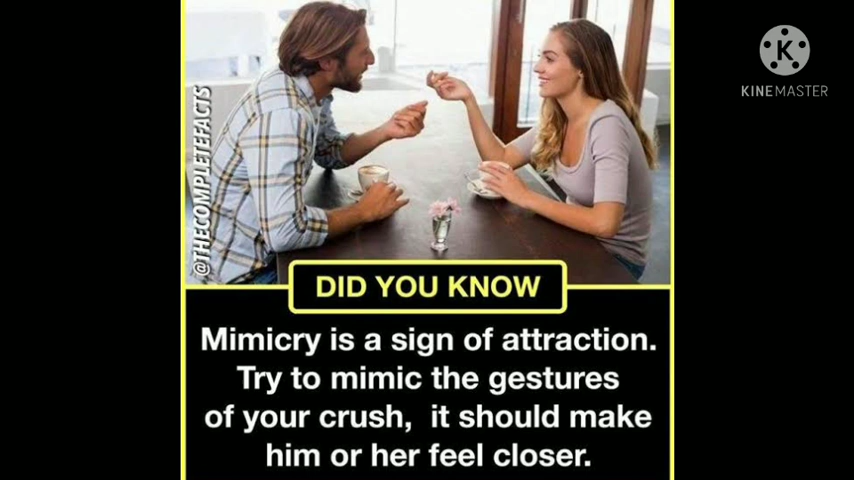 KINEMASTER
@THECOMPLETEFACTS
DID YOU KNOW
Mimicry is a sign of attraction.
Try to mimic the gestures
of your crush, it should make
him or her feel closer.